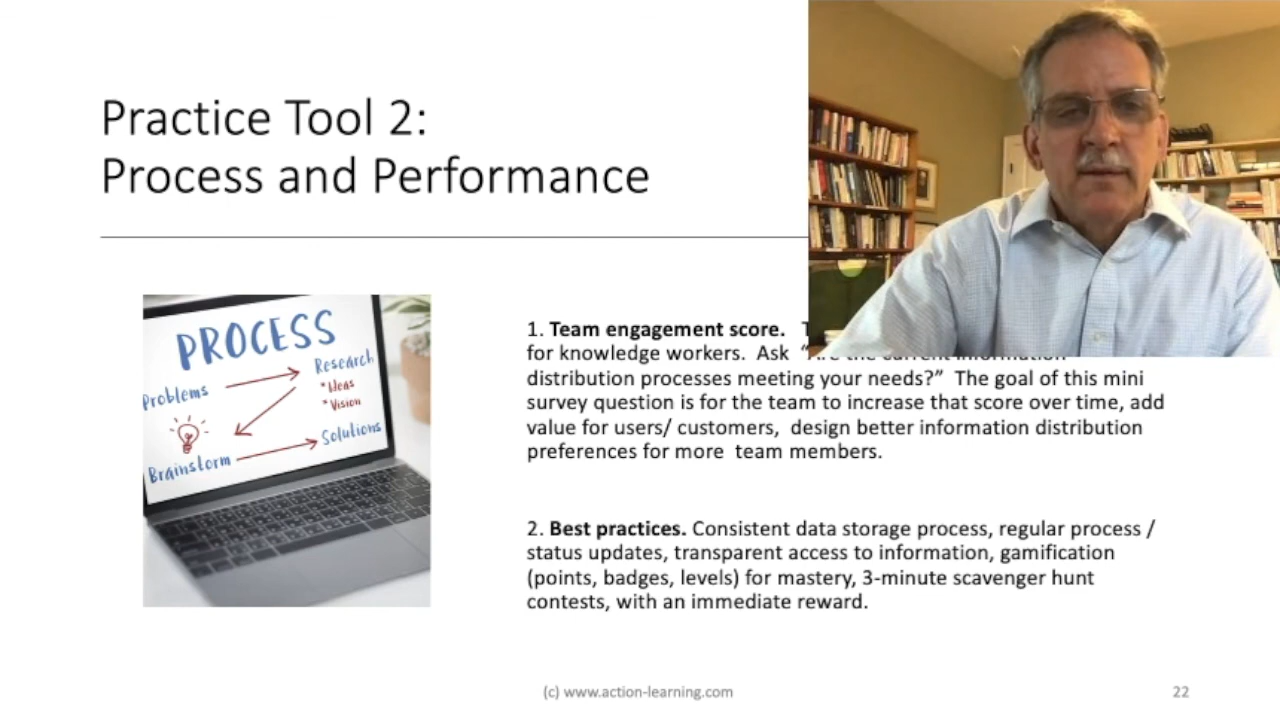 Practice Tool 2:
Process and Performance
PROCESS
Problems
Research
*Ideas
*Vision
Brainstorm
Solutions
1. Team engagement score.
for knowledge workers. Ask “Are the current information
distribution processes meeting your needs?” The goal of this mini
survey question is for the team to increase that score over time, add
value for users/ customers, design better information distribution
preferences for more team members.
2. Best practices. Consistent data storage process, regular process /
status updates, transparent access to information, gamification
(points, badges, levels) for mastery, 3-minute scavenger hunt
contests, with an immediate reward.
(c) www.action-learning.com
22